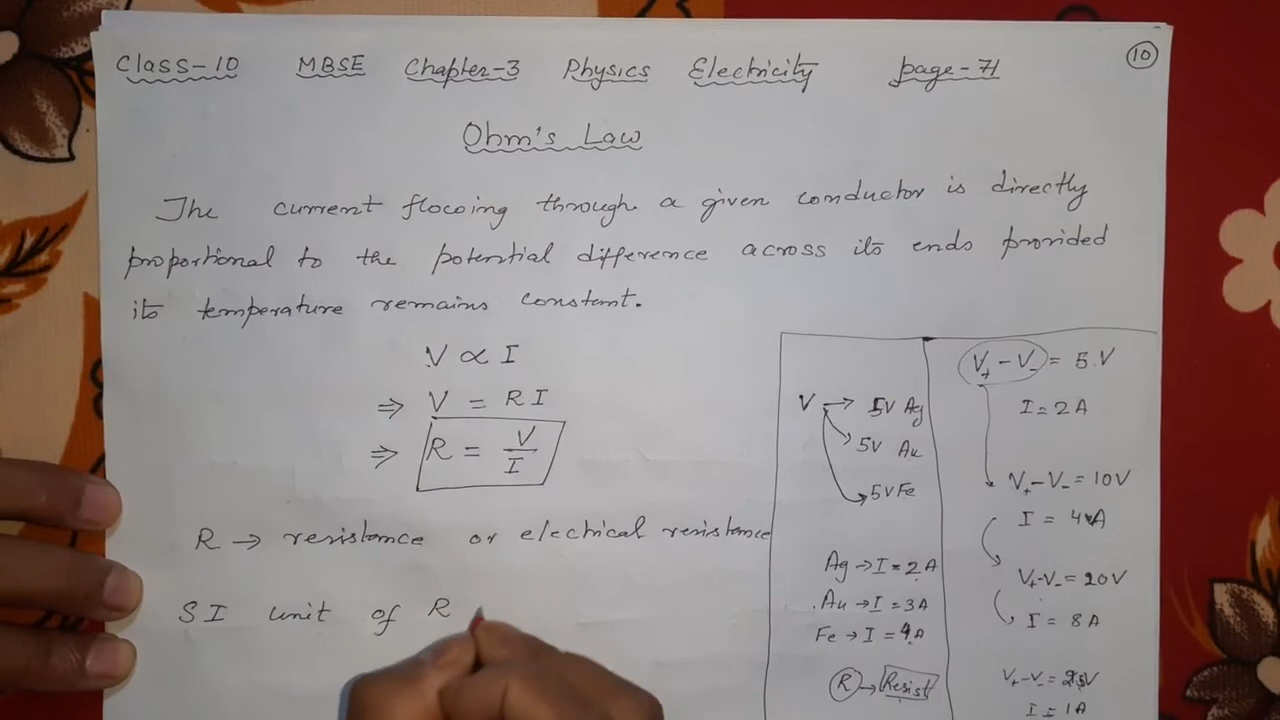 Class-10 MBSE Chapter-3 Physics Electricity page-71
10
Ohm's Law
The current flowing through a given conductor is directly
proportional to the potential difference across its ends provided
its temperature remains constant.
V ∝ I
⇒ V = RI
⇒ R = V/I
R → resistance or electrical resistance
SI unit of R
V → 5V Ag
5V Au
5V Fe
Ag → I = 2A
Au → I = 3A
Fe → I = 4A
R → Resist
V₊ - V₋ = 5V
I = 2A
V₊ - V₋ = 10V
I = 4A
V₊ - V₋ = 20V
I = 8A
V₊ - V₋ =
I = 1A